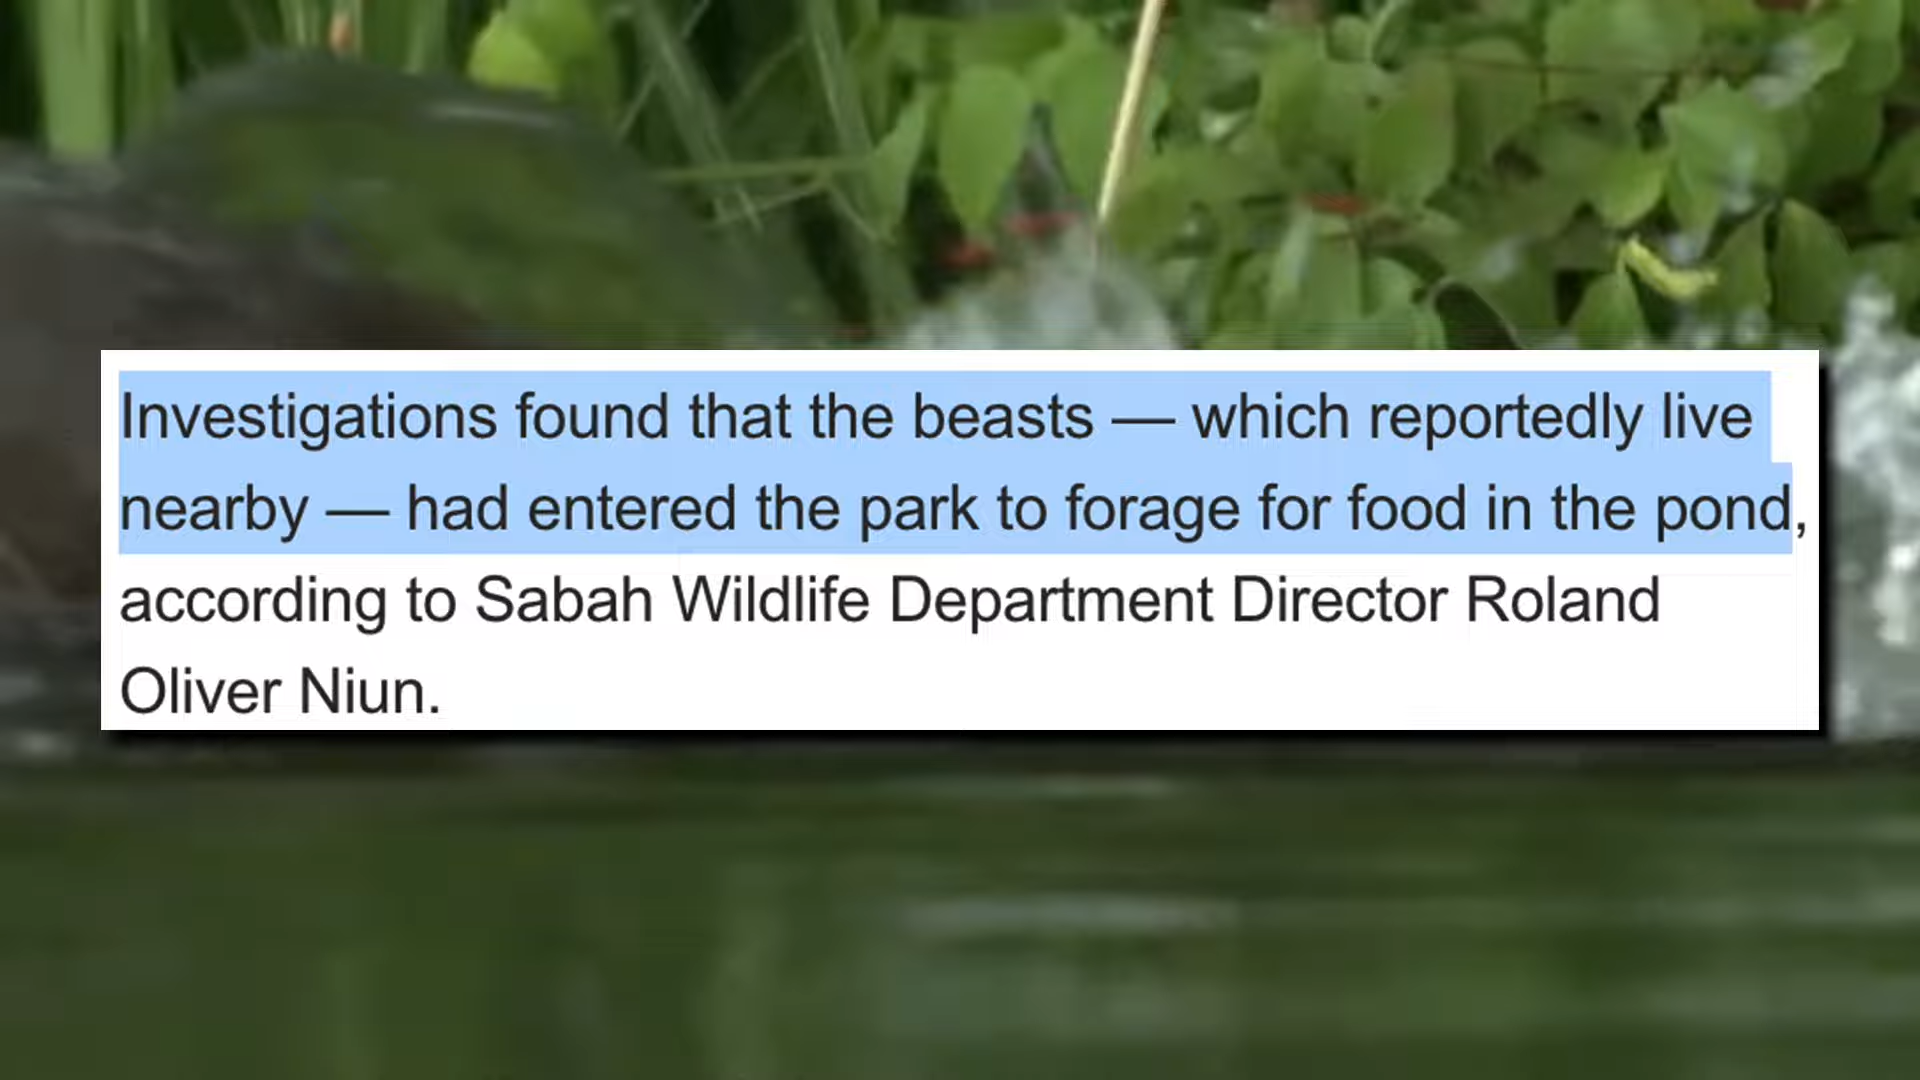 Investigations found that the beasts — which reportedly live
nearby — had entered the park to forage for food in the pond,
according to Sabah Wildlife Department Director Roland
Oliver Niun.